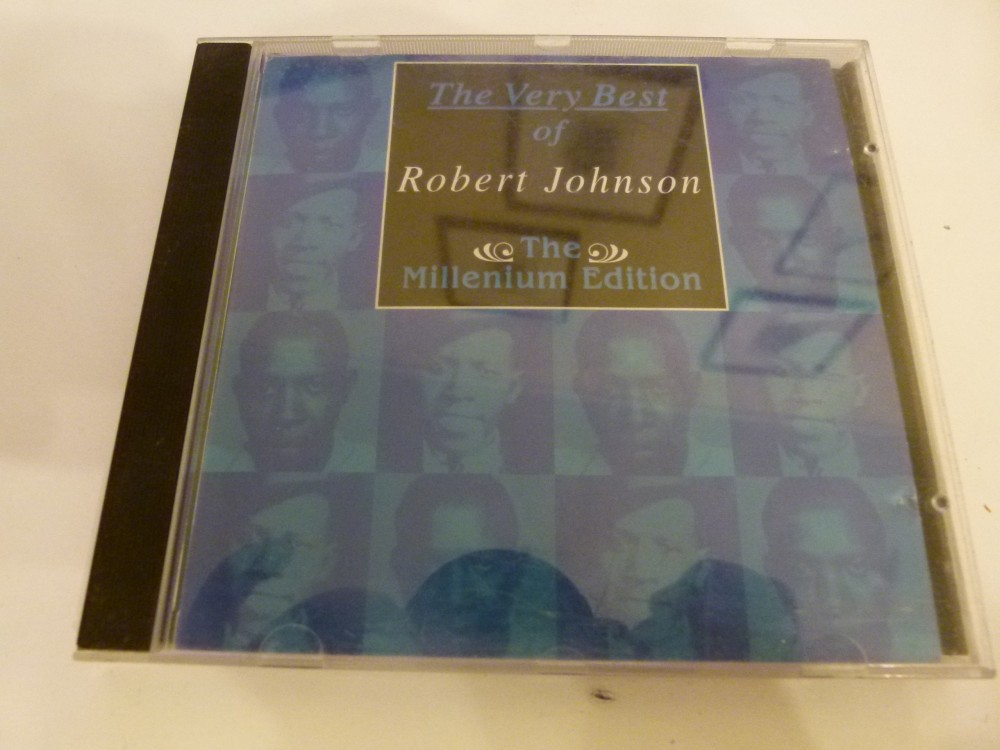 The Very Best
of
Robert Johnson
The
Millenium Edition